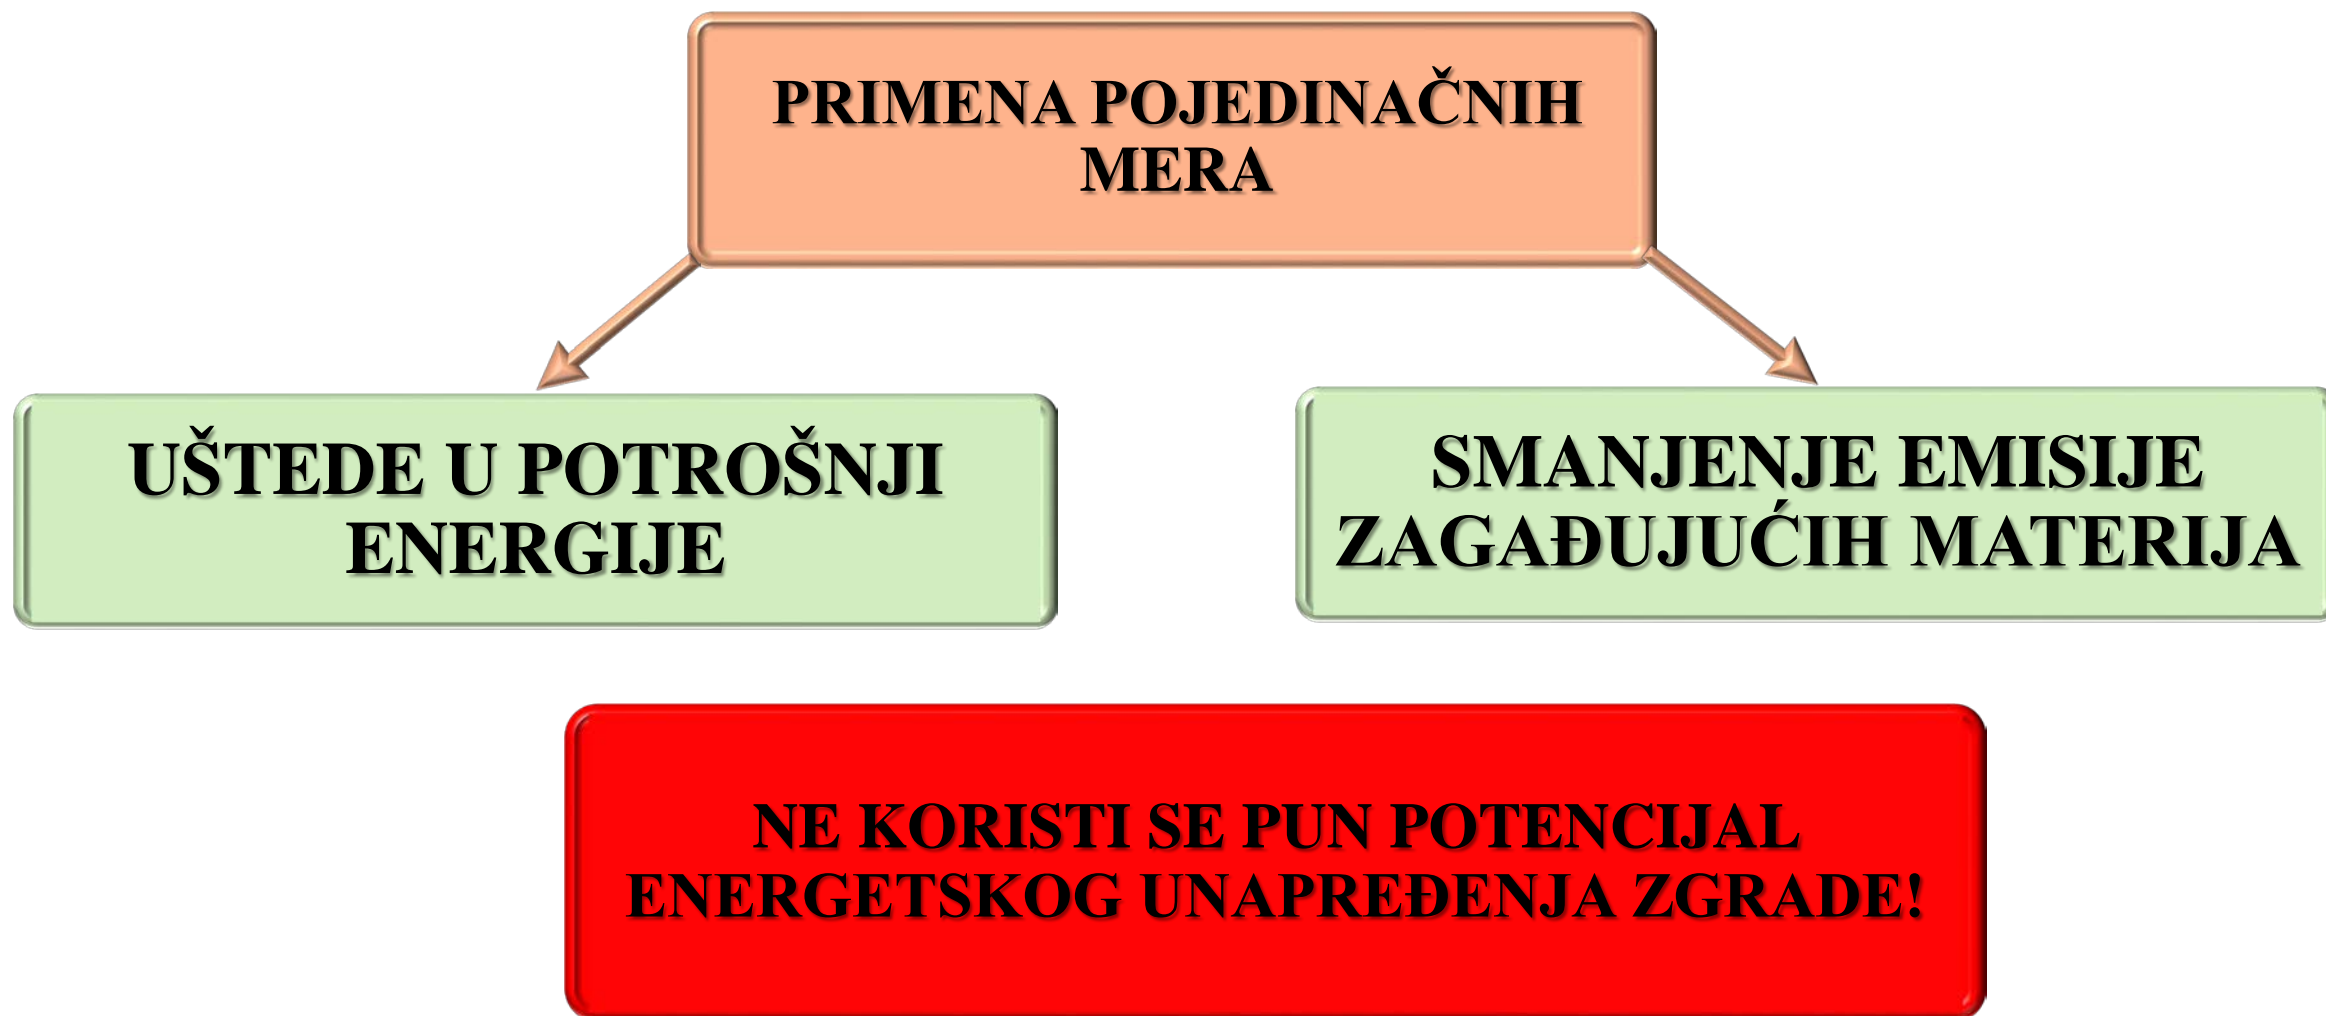 PRIMENA POJEDINAČNIH
MERA
UŠTEDE U POTROŠNJI
ENERGIJE
SMANJENJE EMISIJE
ZAGAĐUJUĆIH MATERIJA
NE KORISTI SE PUN POTENCIJAL
ENERGETSKOG UNAPREĐENJA ZGRADE!